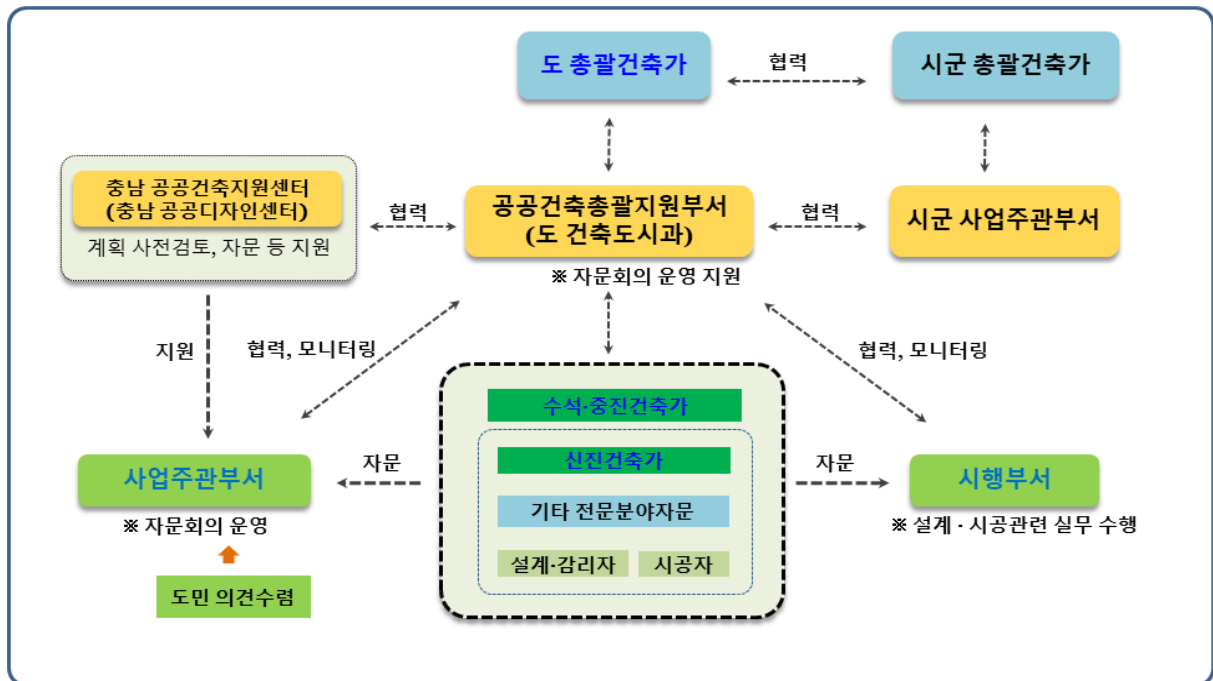 도 총괄건축가
협력
시군 총괄건축가
충남 공공건축지원센터
(충남 공공디자인센터)
계획 사전검토, 자문 등 지원
협력
공공건축총괄지원부서
(도 건축도시과)
※ 자문회의 운영 지원
협력
시군 사업주관부서
지원
협력, 모니터링
협력, 모니터링
수석·중진건축가
신진건축가
기타 전문분야자문
설계·감리자
시공자
사업주관부서
※ 자문회의 운영
자문
자문
시행부서
※ 설계 · 시공관련 실무 수행
도민 의견수렴